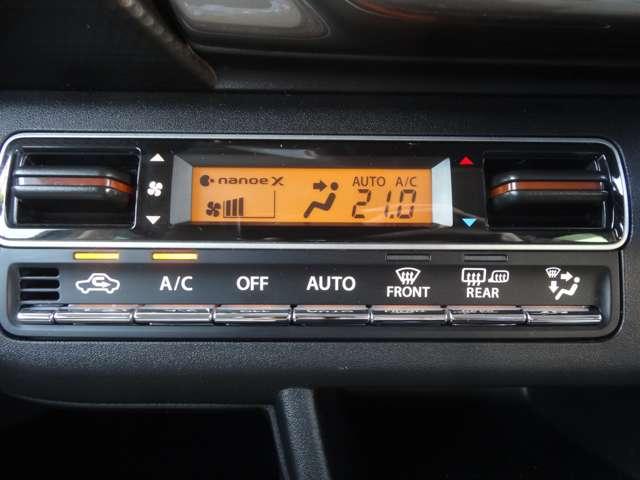 nanoe X
AUTO A/C
21.0
A/C OFF AUTO FRONT REAR